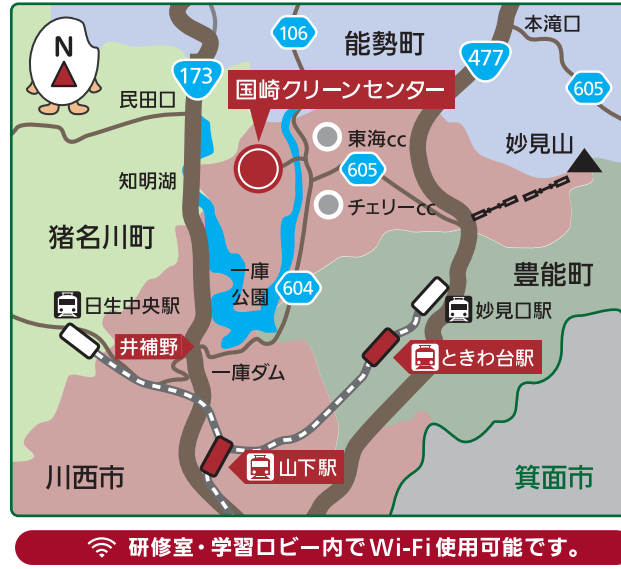 本滝口
N
106
能勢町
477
173
605
国崎クリーンセンター
民田口
東海cc
妙見山
605
知明湖
チェリーcc
猪名川町
一庫
公園
604
豊能町
日生中央駅
妙見口駅
井補野
ときわ台駅
一庫ダム
山下駅
川西市
箕面市
研修室・学習ロビー内でWi-Fi使用可能です。